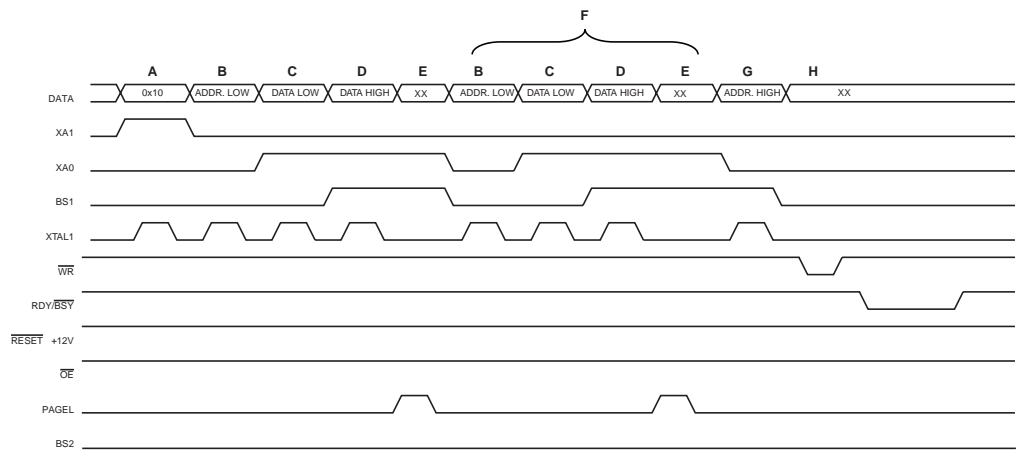 F
A B C D E B C D E G H
DATA 0x10 ADDR. LOW DATA LOW DATA HIGH XX ADDR. LOW DATA LOW DATA HIGH XX ADDR. HIGH XX
XA1
XA0
BS1
XTAL1
WR
RDY/BSY
RESET +12V
OE
PAGEL
BS2